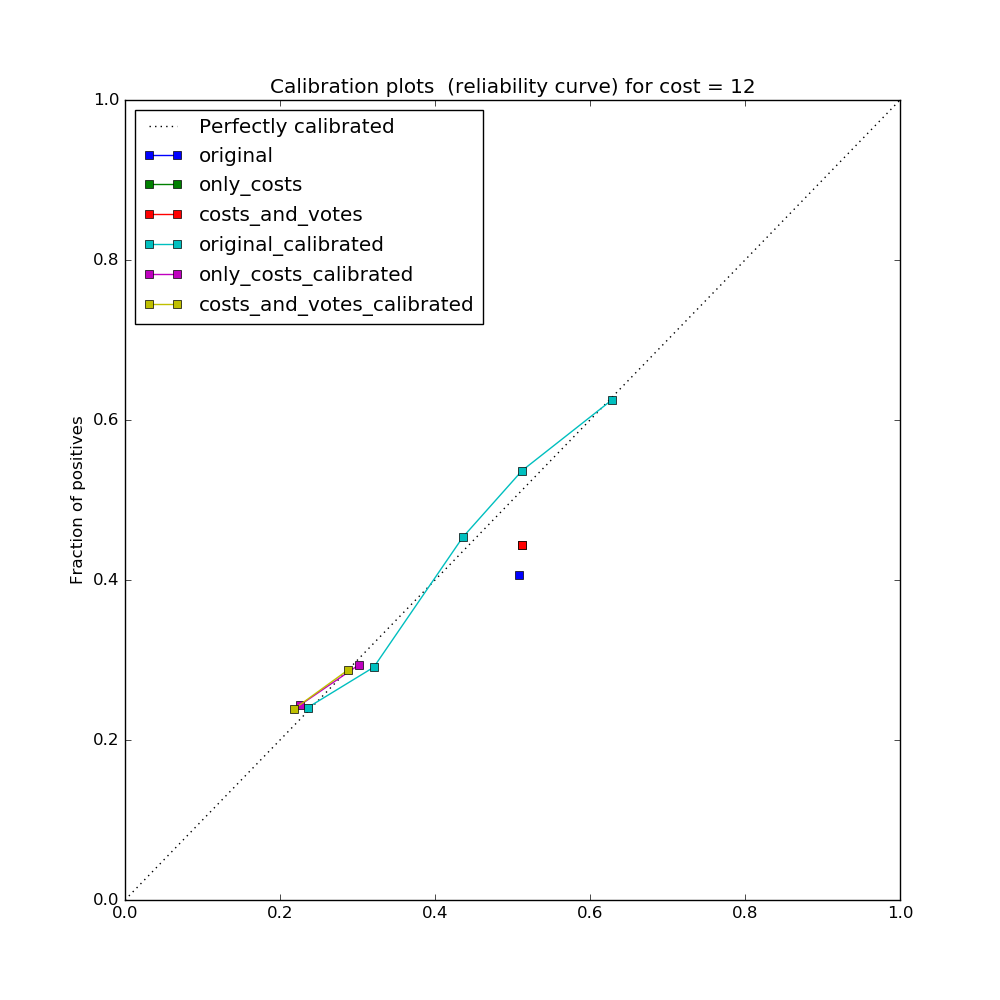 Calibration plots  (reliability curve) for cost = 12
1.0
Perfectly calibrated
original
only_costs
costs_and_votes
original_calibrated
only_costs_calibrated
costs_and_votes_calibrated
0.8
0.6
Fraction of positives
0.4
0.2
0.0
0.0 0.2 0.4 0.6 0.8 1.0